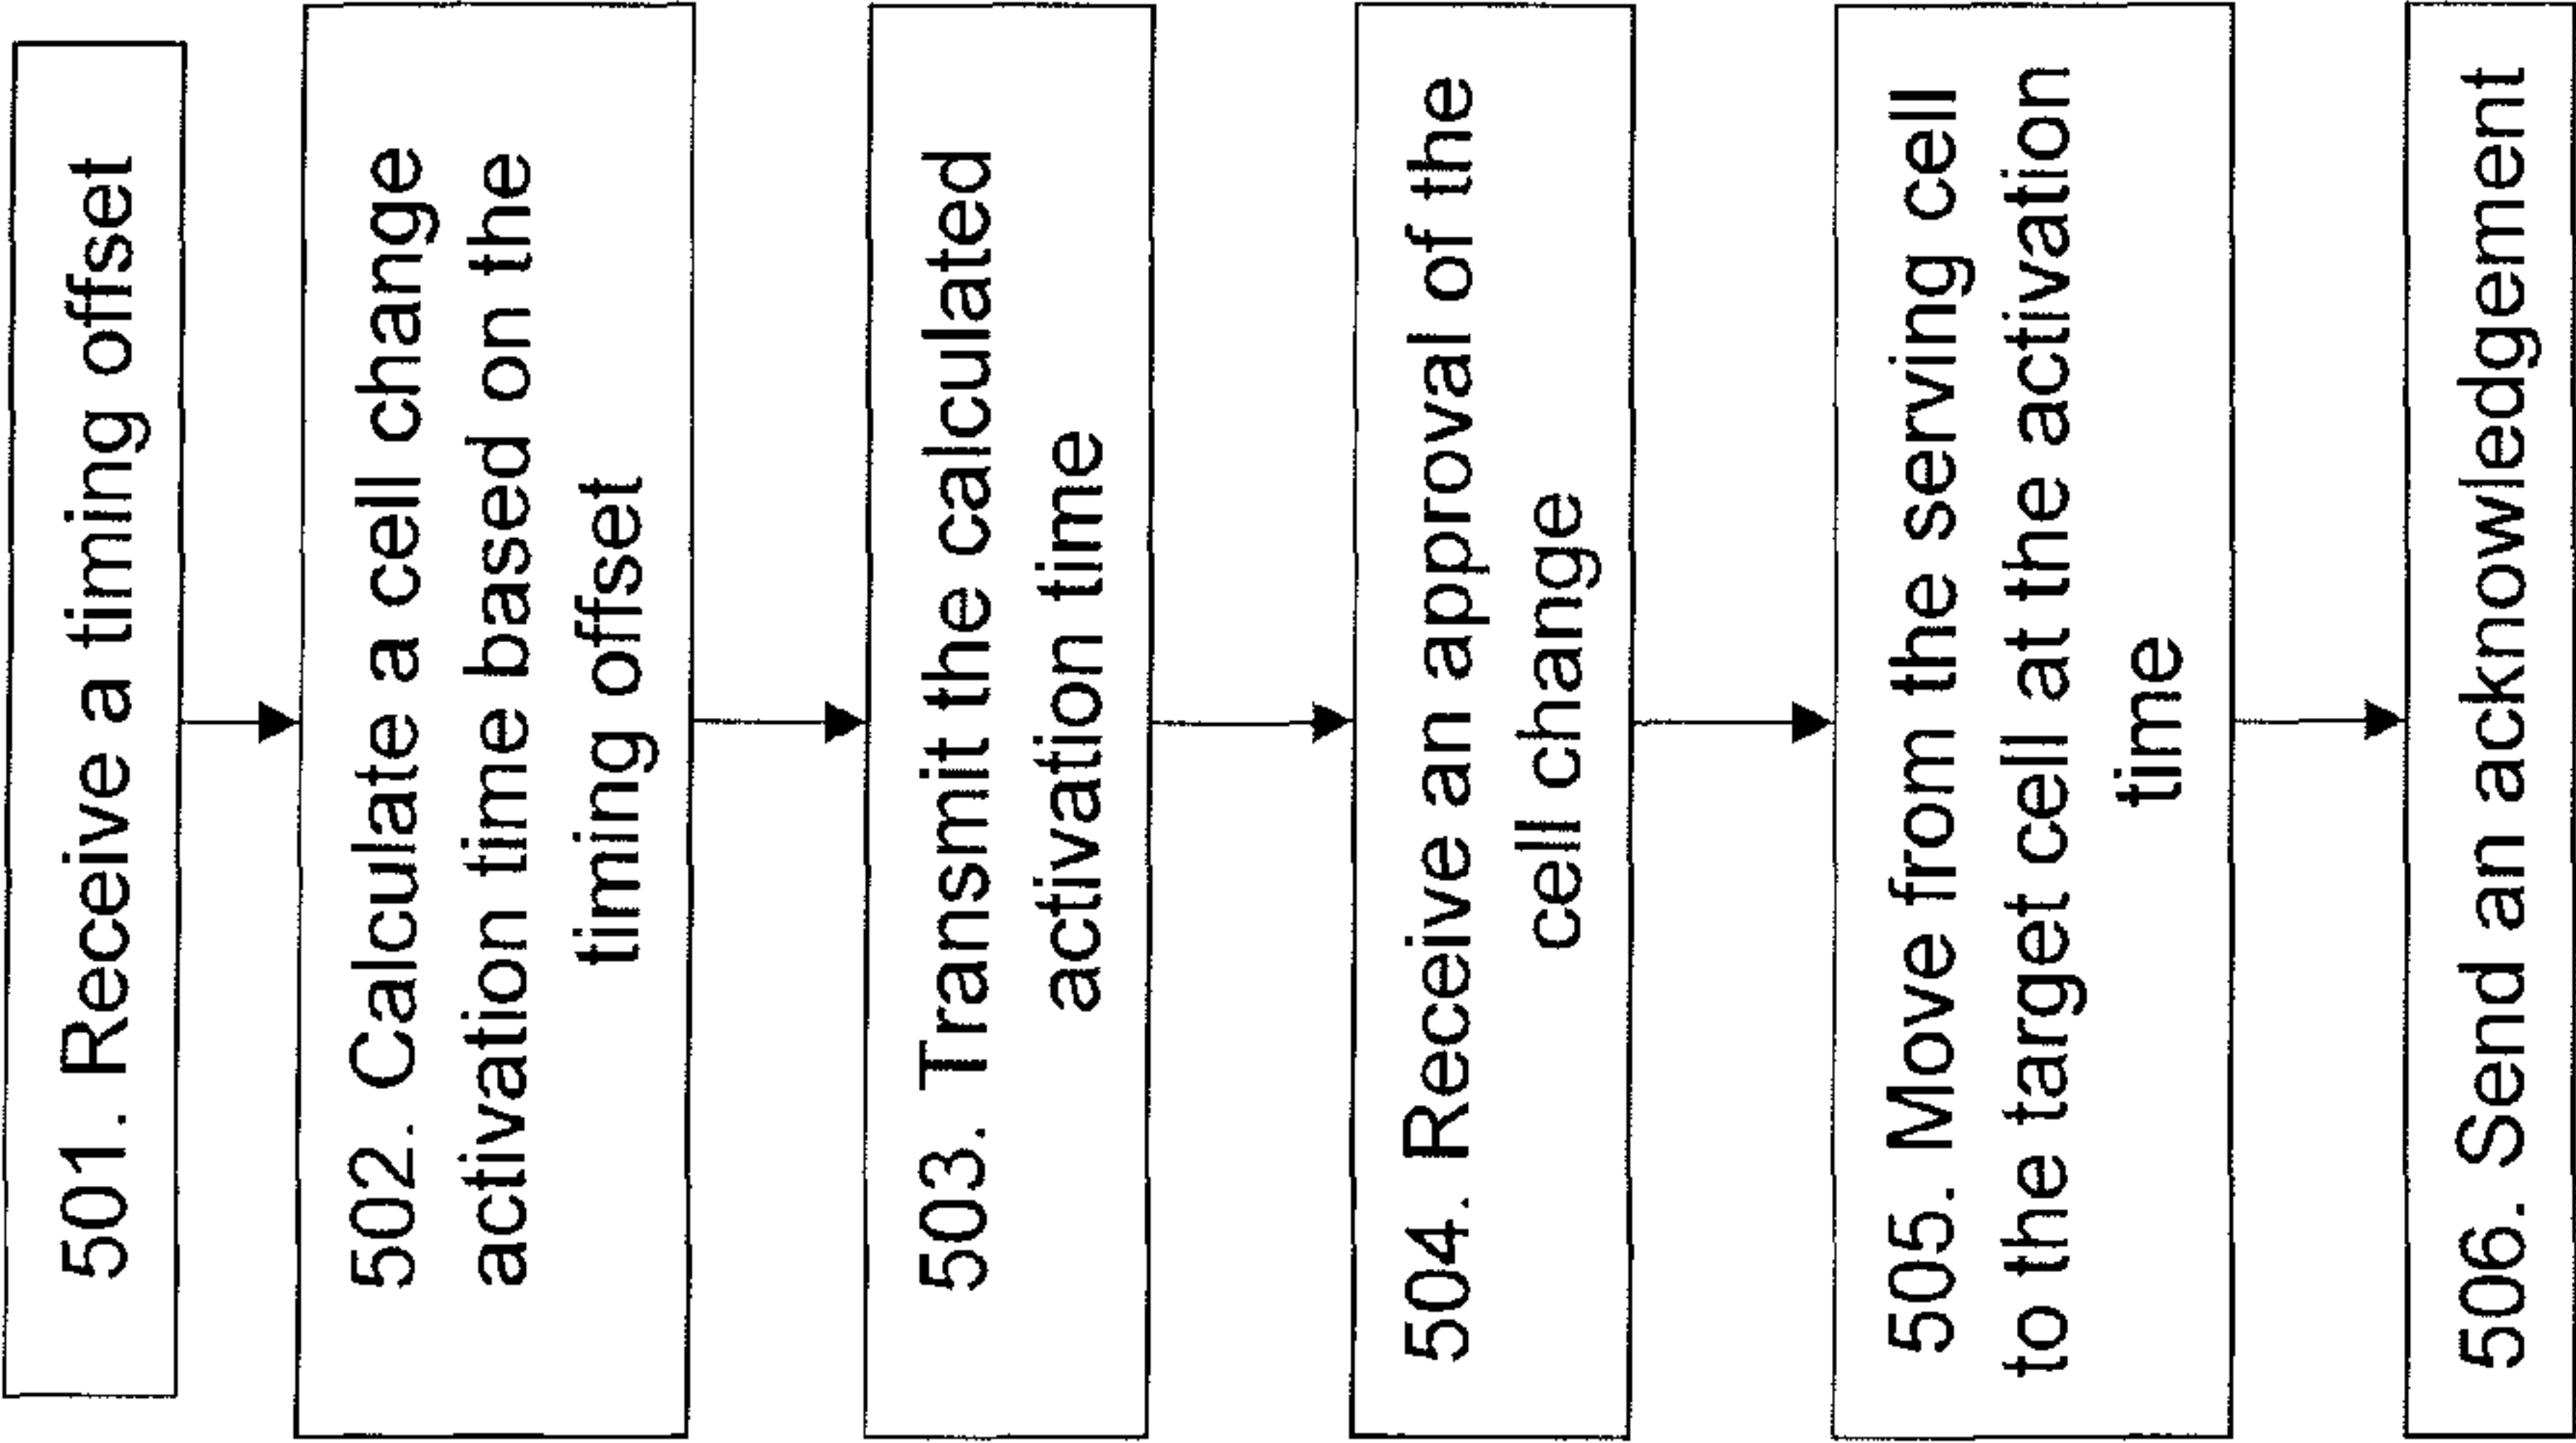 501. Receive a timing offset
502. Calculate a cell change
activation time based on the
timing offset
503. Transmit the calculated
activation time
504. Receive an approval of the
cell change
505. Move from the serving cell
to the target cell at the activation
time
506. Send an acknowledgement